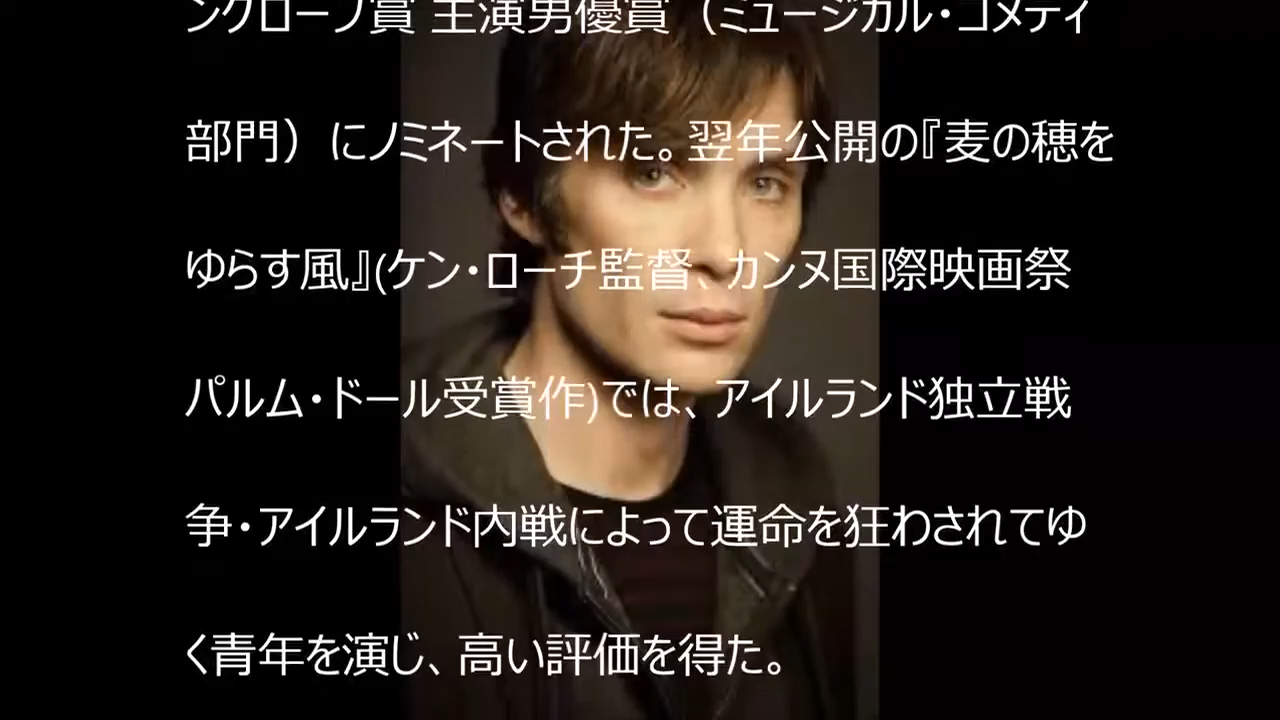 ングローブ賞 主演男優賞 （ミュージカル・コメディ
部門）にノミネートされた。翌年公開の『麦の穂を
ゆらす風』(ケン・ローチ監督、カンヌ国際映画祭
パルム・ドール受賞作)では、アイルランド独立戦
争・アイルランド内戦によって運命を狂わされてゆ
く青年を演じ、高い評価を得た。